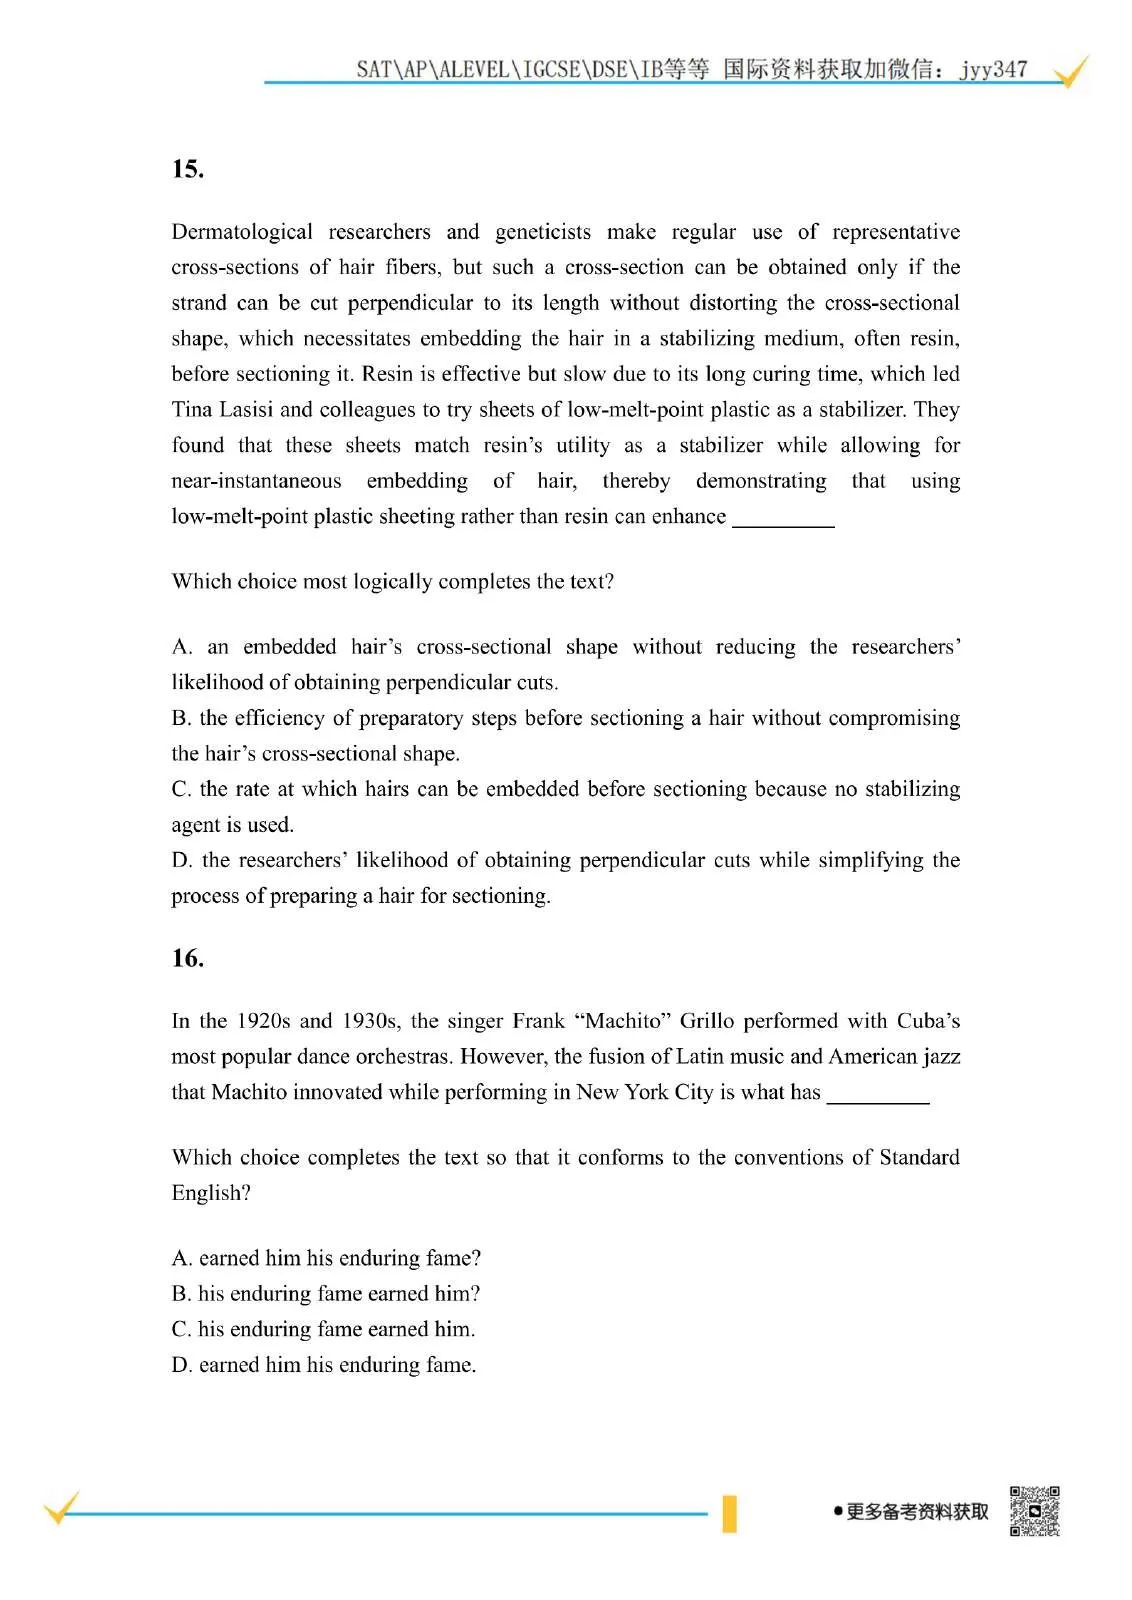 SAT\AP\ALEVEL\IGCSE\DSE\IB等等 国际资料获取加微信：jyy347
15.
Dermatological researchers and geneticists make regular use of representative
cross-sections of hair fibers, but such a cross-section can be obtained only if the
strand can be cut perpendicular to its length without distorting the cross-sectional
shape, which necessitates embedding the hair in a stabilizing medium, often resin,
before sectioning it. Resin is effective but slow due to its long curing time, which led
Tina Lasisi and colleagues to try sheets of low-melt-point plastic as a stabilizer. They
found that these sheets match resin’s utility as a stabilizer while allowing for
near-instantaneous embedding of hair, thereby demonstrating that using
low-melt-point plastic sheeting rather than resin can enhance _________
Which choice most logically completes the text?
A. an embedded hair’s cross-sectional shape without reducing the researchers’
likelihood of obtaining perpendicular cuts.
B. the efficiency of preparatory steps before sectioning a hair without compromising
the hair’s cross-sectional shape.
C. the rate at which hairs can be embedded before sectioning because no stabilizing
agent is used.
D. the researchers’ likelihood of obtaining perpendicular cuts while simplifying the
process of preparing a hair for sectioning.
16.
In the 1920s and 1930s, the singer Frank “Machito” Grillo performed with Cuba’s
most popular dance orchestras. However, the fusion of Latin music and American jazz
that Machito innovated while performing in New York City is what has _________
Which choice completes the text so that it conforms to the conventions of Standard
English?
A. earned him his enduring fame?
B. his enduring fame earned him?
C. his enduring fame earned him.
D. earned him his enduring fame.
●更多备考资料获取